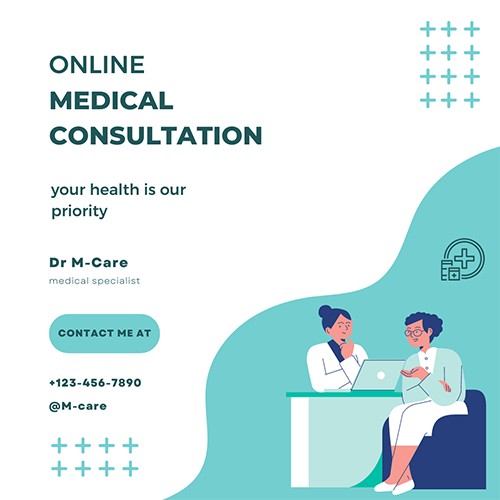 ONLINE
MEDICAL
CONSULTATION
your health is our
priority
Dr M-Care
medical specialist
CONTACT ME AT
+123-456-7890
@M-care